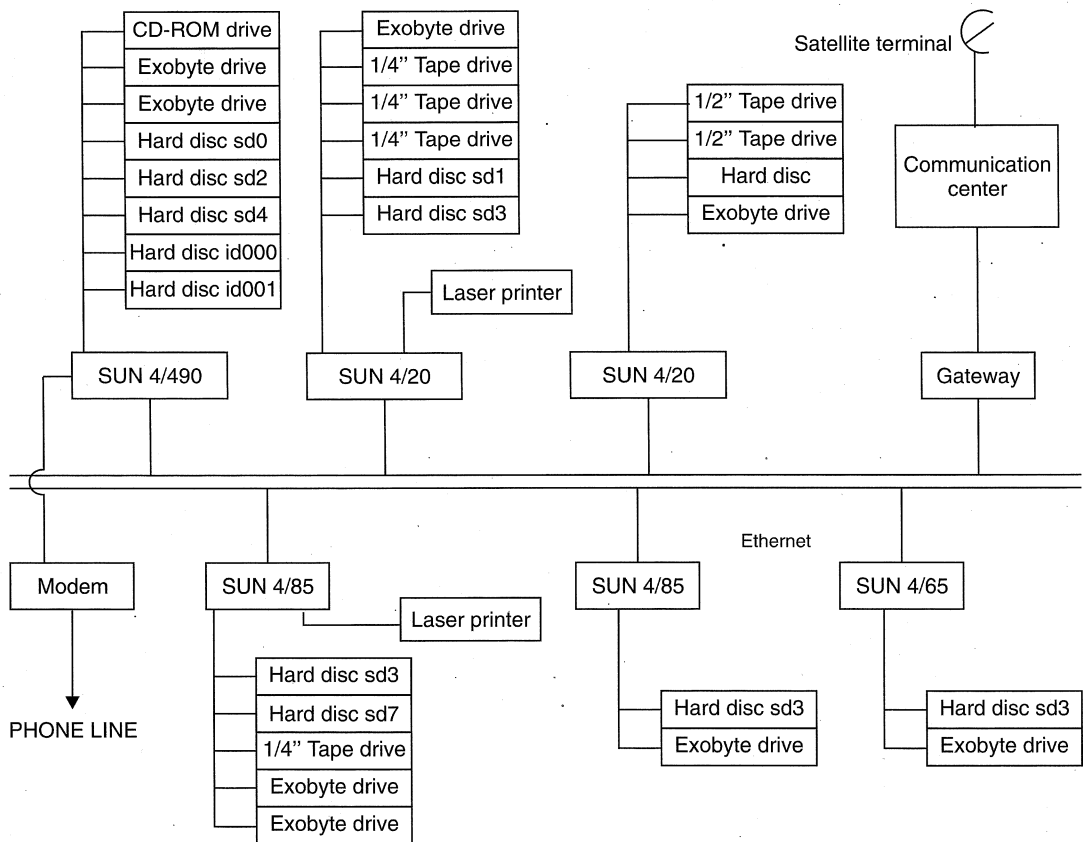 CD-ROM drive
Exobyte drive
Exobyte drive
Hard disc sd0
Hard disc sd2
Hard disc sd4
Hard disc id000
Hard disc id001
SUN 4/490
Exobyte drive
1/4” Tape drive
1/4” Tape drive
1/4” Tape drive
Hard disc sd1
Hard disc sd3
Laser printer
SUN 4/20
1/2” Tape drive
1/2” Tape drive
Hard disc
Exobyte drive
SUN 4/20
Satellite terminal
Communication
center
Gateway
Ethernet
Modem
PHONE LINE
SUN 4/85
Laser printer
Hard disc sd3
Hard disc sd7
1/4” Tape drive
Exobyte drive
Exobyte drive
SUN 4/85
Hard disc sd3
Exobyte drive
SUN 4/65
Hard disc sd3
Exobyte drive